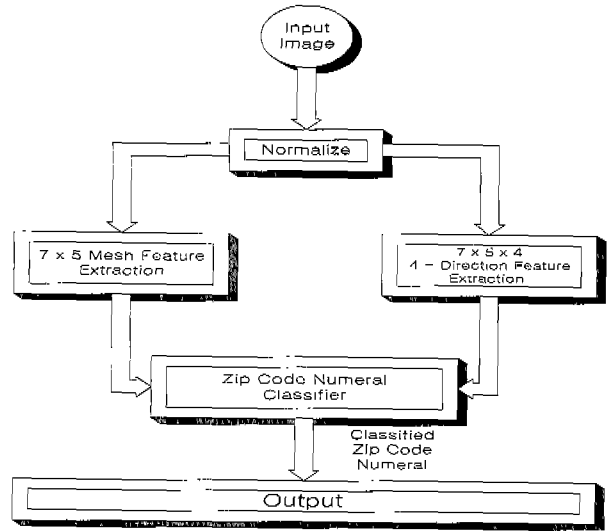 Input
Image
Normalize
7 x 5 Mesh Feature
Extraction
7 x 5 x 4
4 - Direction Feature
Extraction
Zip Code Numeral
Classifier
Classified
Zip Code
Numeral
Output